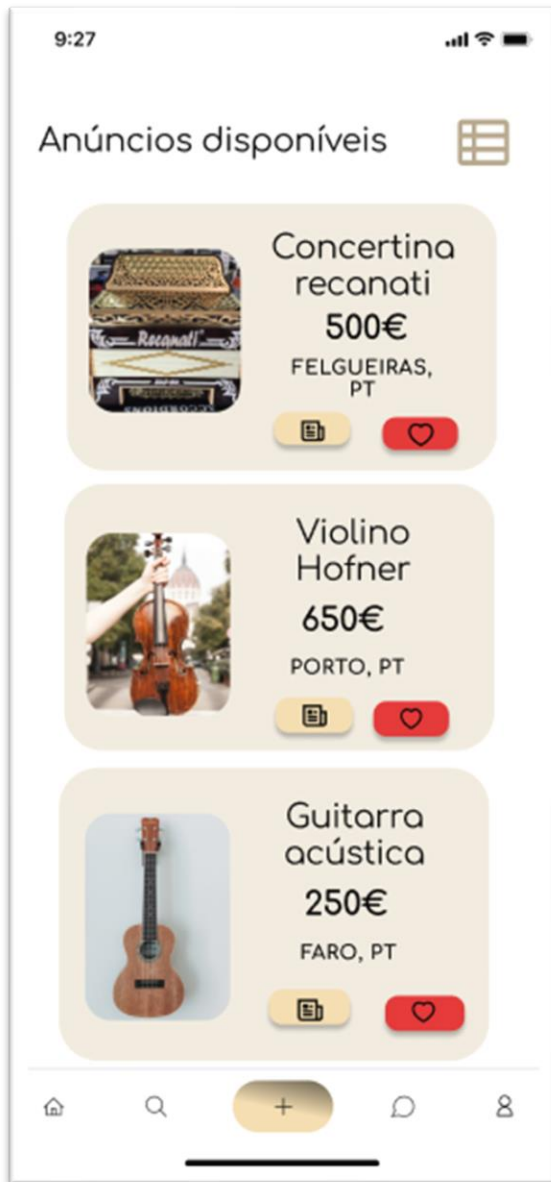 9:27
Anúncios disponíveis
Recanati
Concertina
recanati
500€
FELGUEIRAS,
PT
Violino
Hofner
650€
PORTO, PT
Guitarra
acústica
250€
FARO, PT